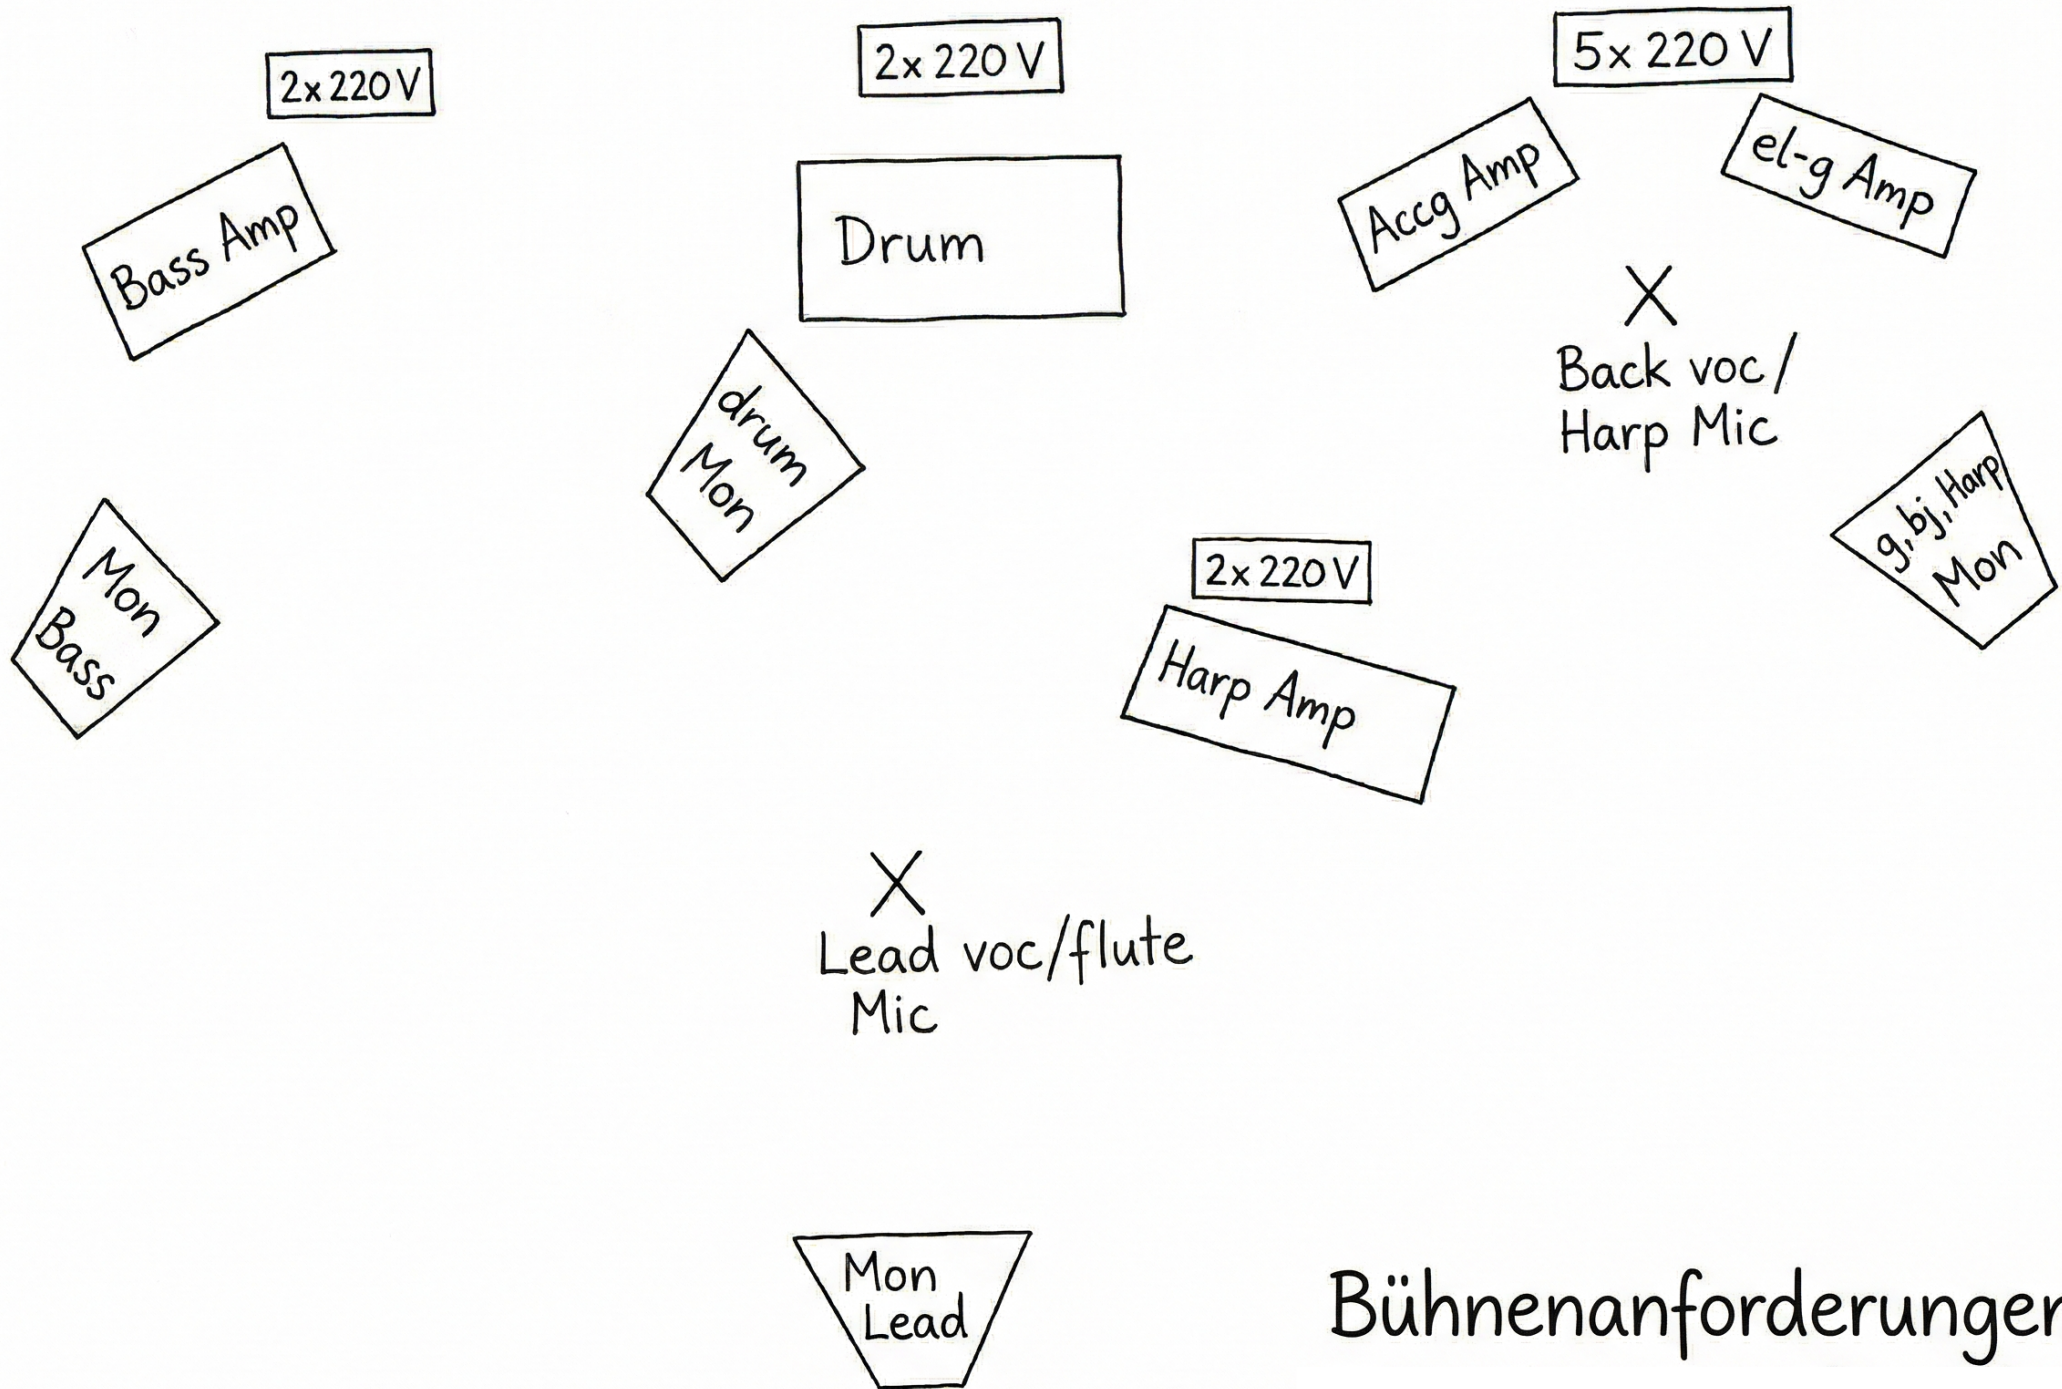 2x 220 V
2x 220 V
5x 220 V
Bass Amp
Drum
Accg Amp
el-g Amp
Back voc/
Harp Mic
drum
Mon
g, bj, Harp
Mon
Mon
Bass
2x 220 V
Harp Amp
Lead voc/flute
Mic
Mon
Lead
Bühnenanforderungen